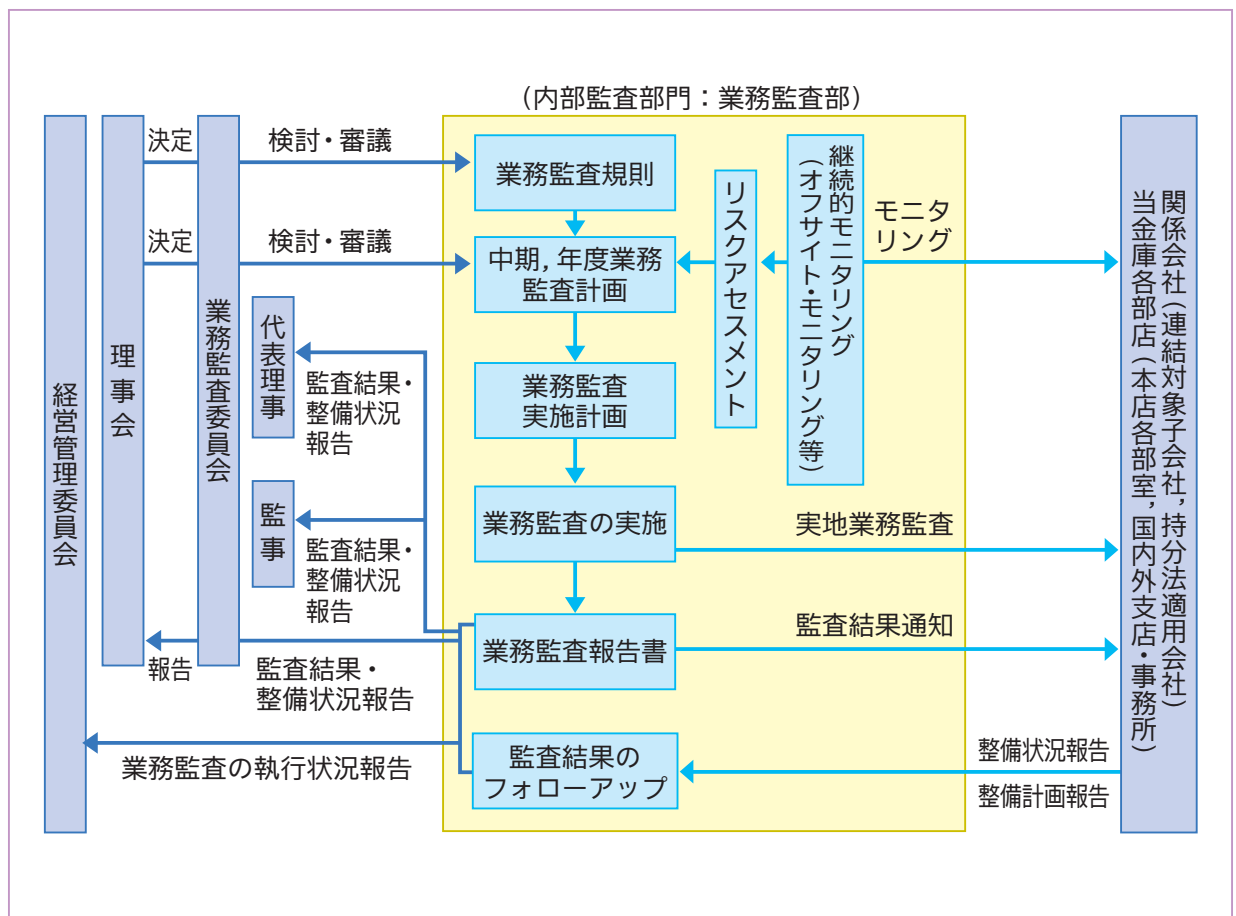 (内部監査部門：業務監査部)
経営管理委員会
理事会
業務監査委員会
決定
検討・審議
決定
検討・審議
代表理事
監査結果・
整備状況
報告
監事
監査結果・
整備状況
報告
報告
監査結果・
整備状況報告
業務監査の執行状況報告
業務監査規則
中期，年度業務
監査計画
業務監査
実施計画
業務監査の実施
業務監査報告書
監査結果の
フォローアップ
リスクアセスメント
継続的モニタリング
(オフサイト・モニタリング等)
モニタ
リング
実地業務監査
監査結果通知
整備状況報告
整備計画報告
関係会社(連結対象子会社，持分法適用会社)
当金庫各部店(本店各部室，国内外支店・事務所)